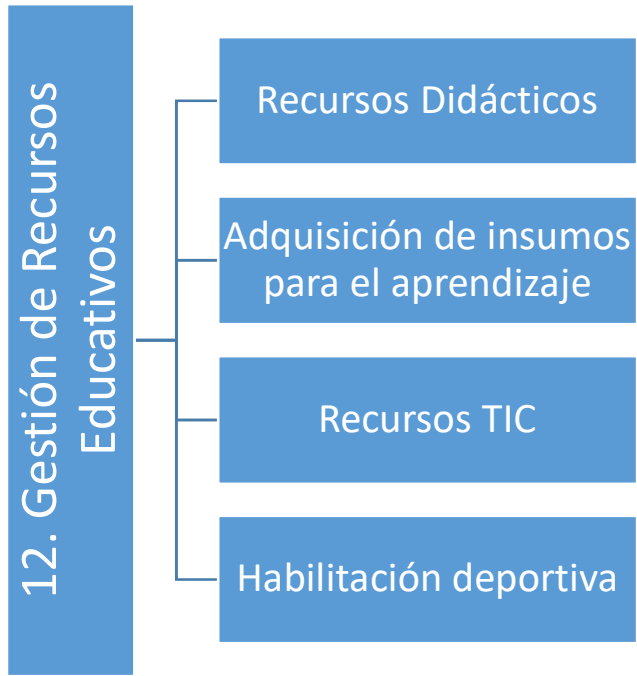 12. Gestión de Recursos
Educativos
Recursos Didácticos
Adquisición de insumos
para el aprendizaje
Recursos TIC
Habilitación deportiva